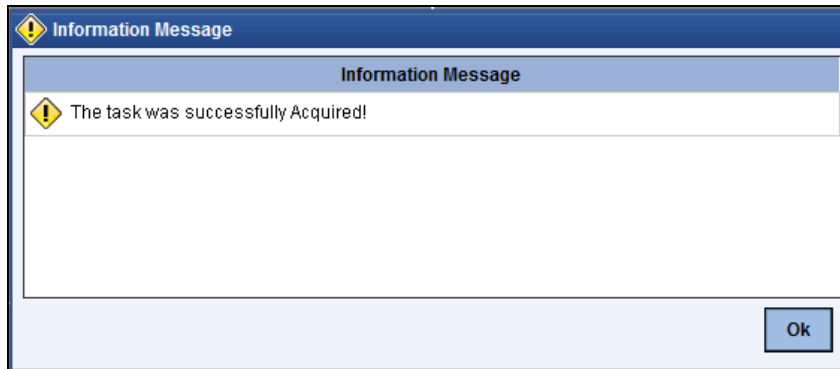 Information Message
Information Message
The task was successfully Acquired!
Ok